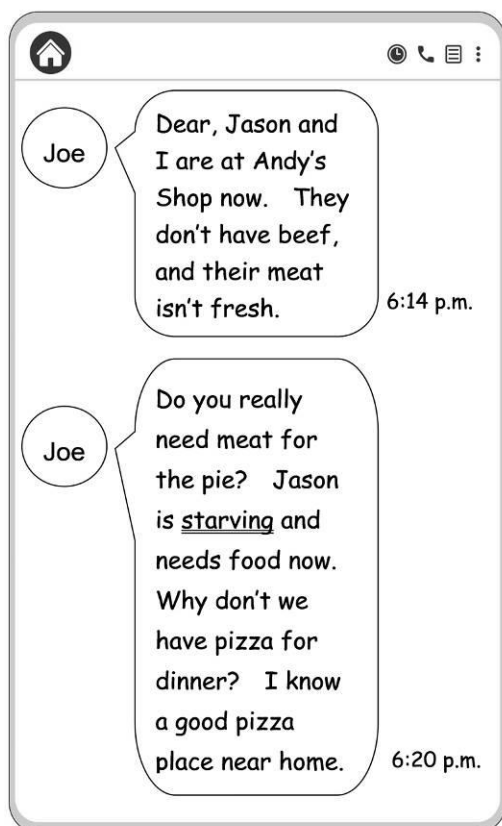 Joe
Dear, Jason and
I are at Andy's
Shop now. They
don't have beef,
and their meat
isn't fresh.
6:14 p.m.
Joe
Do you really
need meat for
the pie? Jason
is starving and
needs food now.
Why don't we
have pizza for
dinner? I know
a good pizza
place near home.
6:20 p.m.